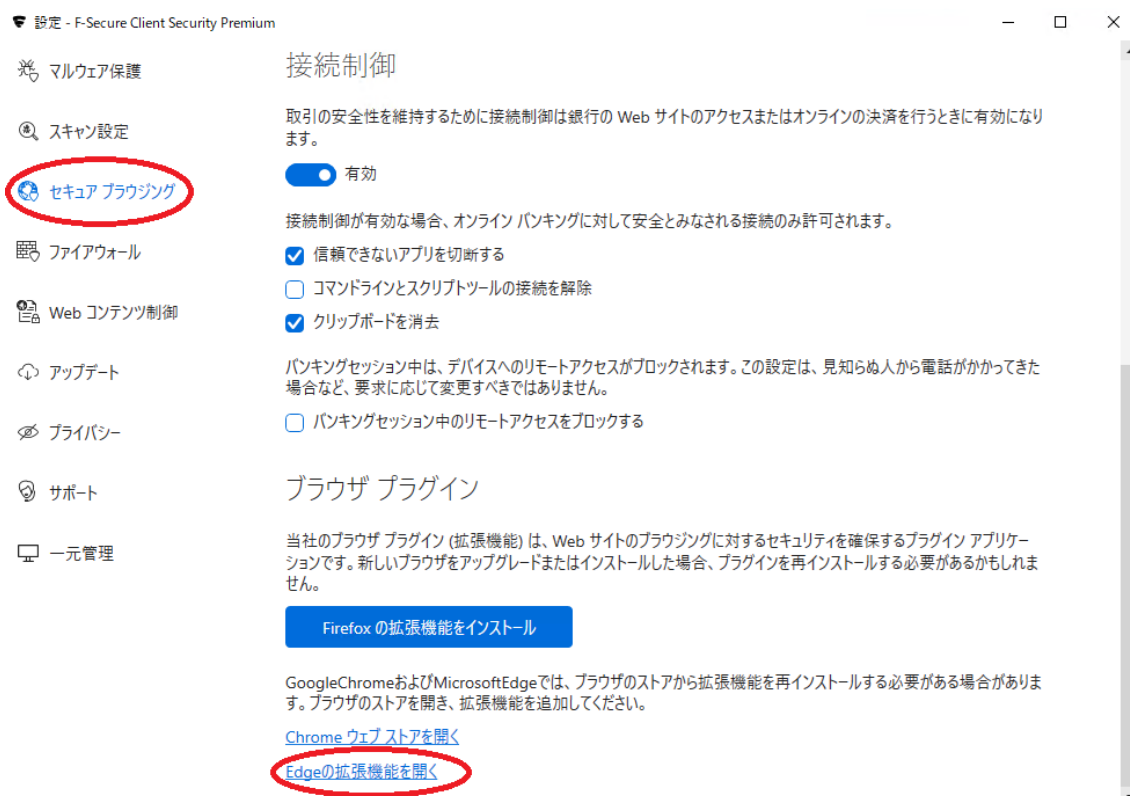 設定 - F-Secure Client Security Premium
マルウェア保護
スキャン設定
セキュア ブラウジング
ファイアウォール
Web コンテンツ制御
アップデート
プライバシー
サポート
一元管理
接続制御
取引の安全性を維持するために接続制御は銀行の Web サイトのアクセスまたはオンラインの決済を行うときに有効になり
ます。
有効
接続制御が有効な場合、オンライン バンキングに対して安全とみなされる接続のみ許可されます。
信頼できないアプリを切断する
コマンドラインとスクリプトツールの接続を解除
クリップボードを消去
バンキングセッション中は、デバイスへのリモートアクセスがブロックされます。この設定は、見知らぬ人から電話がかかってきた
場合など、要求に応じて変更すべきではありません。
バンキングセッション中のリモートアクセスをブロックする
ブラウザ プラグイン
当社のブラウザ プラグイン (拡張機能) は、Web サイトのブラウジングに対するセキュリティを確保するプラグイン アプリケー
ションです。新しいブラウザをアップグレードまたはインストールした場合、プラグインを再インストールする必要があるかもしれま
せん。
Firefox の拡張機能をインストール
GoogleChromeおよびMicrosoftEdgeでは、ブラウザのストアから拡張機能を再インストールする必要がある場合がありま
す。ブラウザのストアを開き、拡張機能を追加してください。
Chrome ウェブ ストアを開く
Edgeの拡張機能を開く